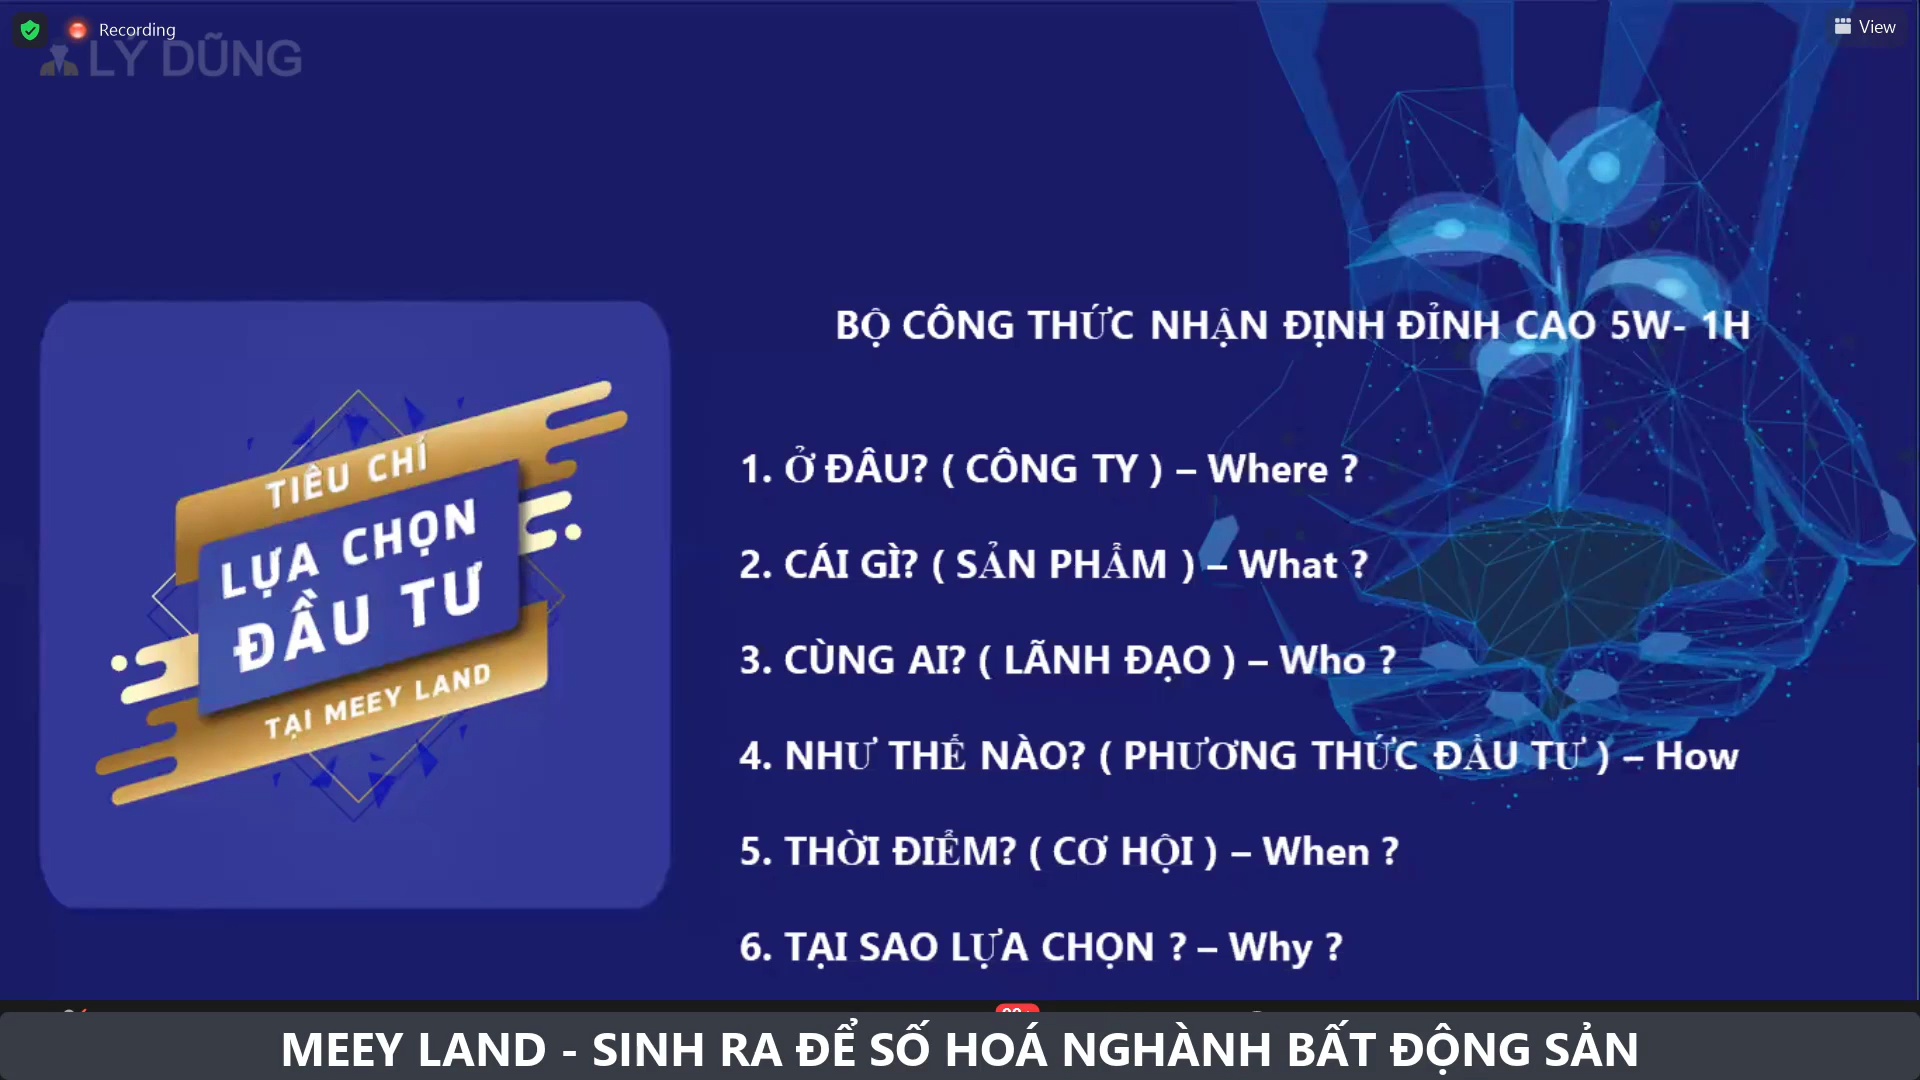 Recording
View
LÝ DŨNG
BỘ CÔNG THỨC NHẬN ĐỊNH ĐỈNH CAO 5W- 1H
TIÊU CHÍ
LỰA CHỌN
ĐẦU TƯ
TẠI MEEY LAND
1. Ở ĐÂU? ( CÔNG TY ) – Where ?
2. CÁI GÌ? ( SẢN PHẨM ) – What ?
3. CÙNG AI? ( LÃNH ĐẠO ) – Who ?
4. NHƯ THẾ NÀO? ( PHƯƠNG THỨC ĐẦU TƯ ) – How
5. THỜI ĐIỂM? ( CƠ HỘI ) – When ?
6. TẠI SAO LỰA CHỌN ? – Why ?
MEEY LAND - SINH RA ĐỂ SỐ HOÁ NGHÀNH BẤT ĐỘNG SẢN